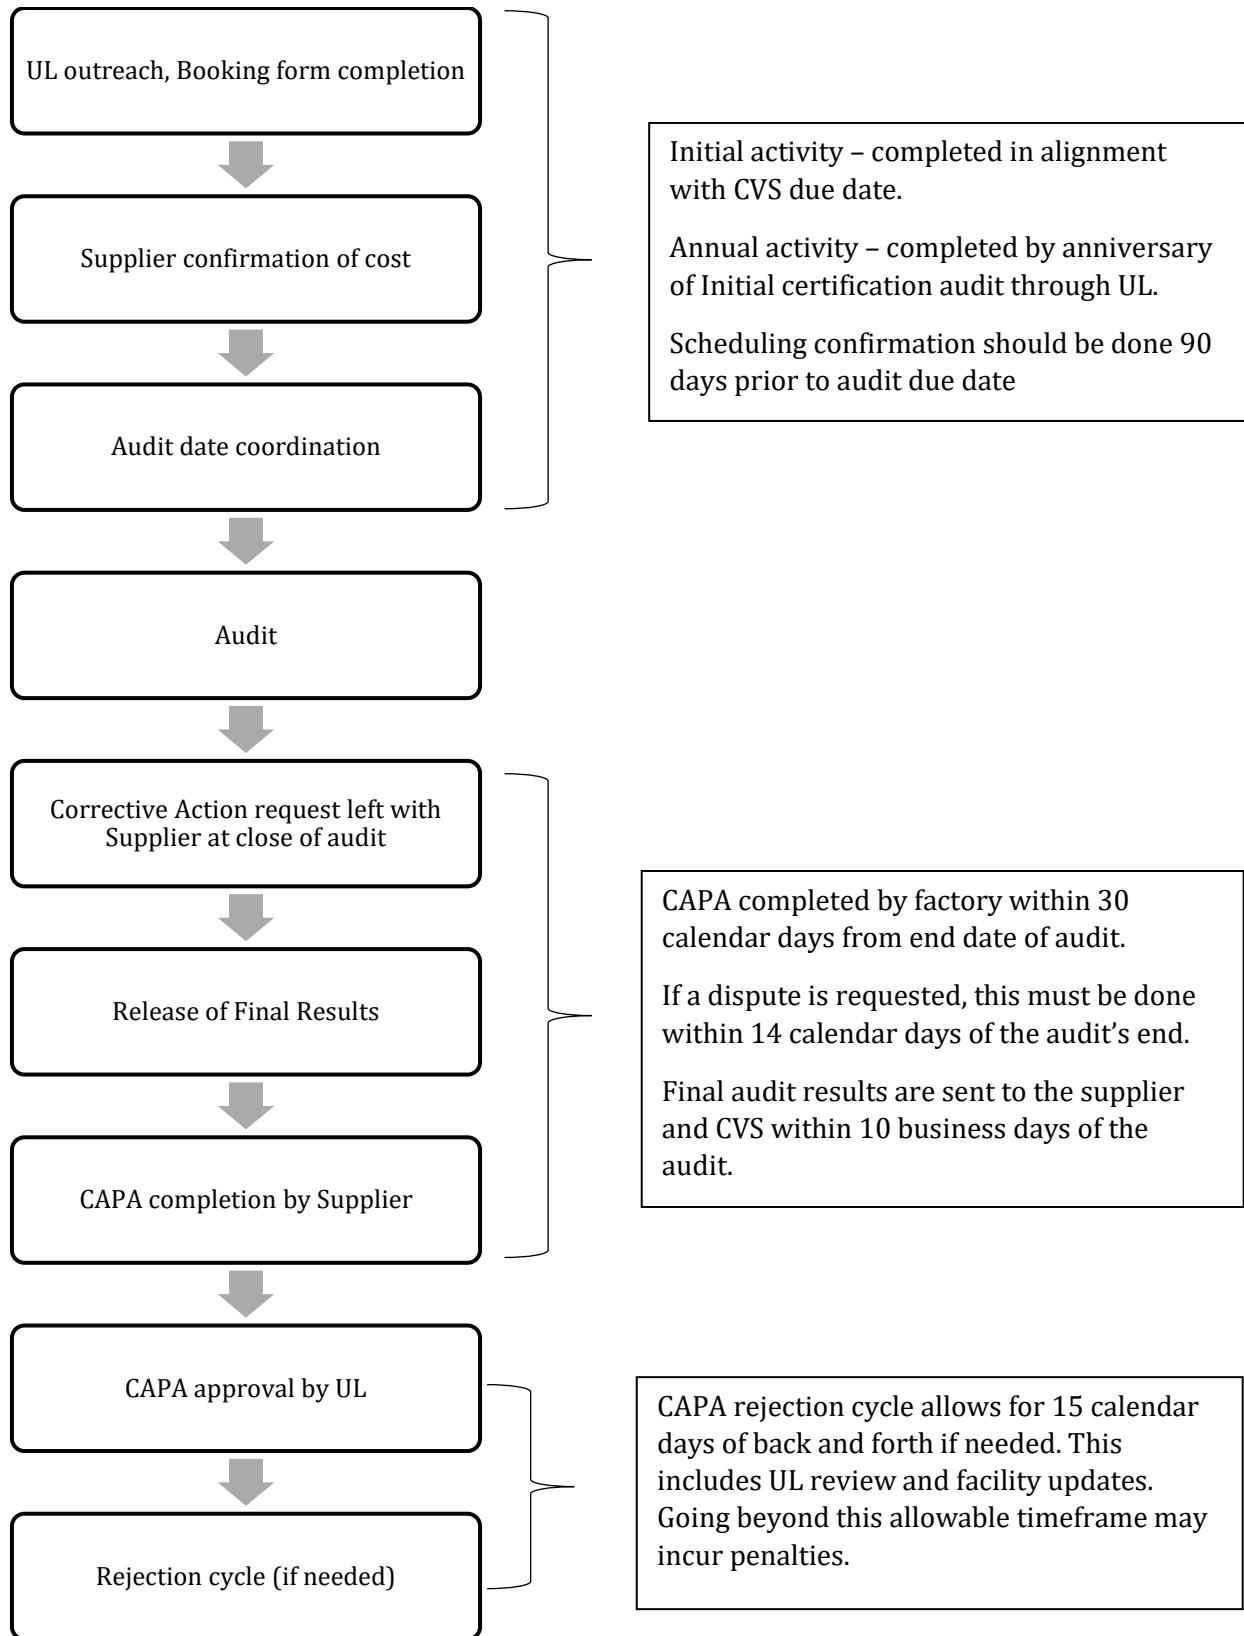 UL outreach, Booking form completion
Supplier confirmation of cost
Audit date coordination
Initial activity – completed in alignment
with CVS due date.
Annual activity – completed by anniversary
of Initial certification audit through UL.
Scheduling confirmation should be done 90
days prior to audit due date
Audit
Corrective Action request left with
Supplier at close of audit
Release of Final Results
CAPA completion by Supplier
CAPA completed by factory within 30
calendar days from end date of audit.
If a dispute is requested, this must be done
within 14 calendar days of the audit’s end.
Final audit results are sent to the supplier
and CVS within 10 business days of the
audit.
CAPA approval by UL
Rejection cycle (if needed)
CAPA rejection cycle allows for 15 calendar
days of back and forth if needed. This
includes UL review and facility updates.
Going beyond this allowable timeframe may
incur penalties.